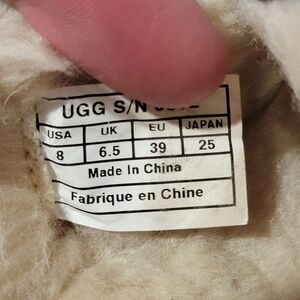 UGG S/N
USA UK EU JAPAN
8 6.5 39 25
Made In China
Fabrique en Chine